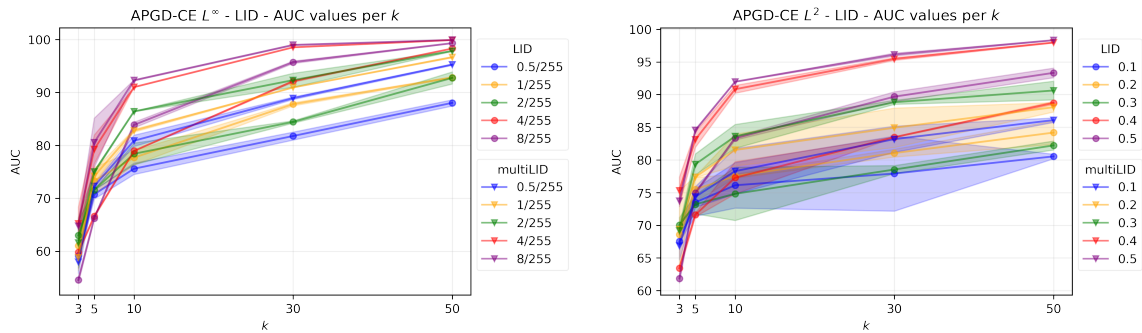 APGD-CE L∞ - LID - AUC values per k
AUC
100
90
80
70
60
3 5 10 30 50
k
LID
0.5/255
1/255
2/255
4/255
8/255
multiLID
0.5/255
1/255
2/255
4/255
8/255
APGD-CE L² - LID - AUC values per k
AUC
100
95
90
85
80
75
70
65
60
3 5 10 30 50
k
LID
0.1
0.2
0.3
0.4
0.5
multiLID
0.1
0.2
0.3
0.4
0.5